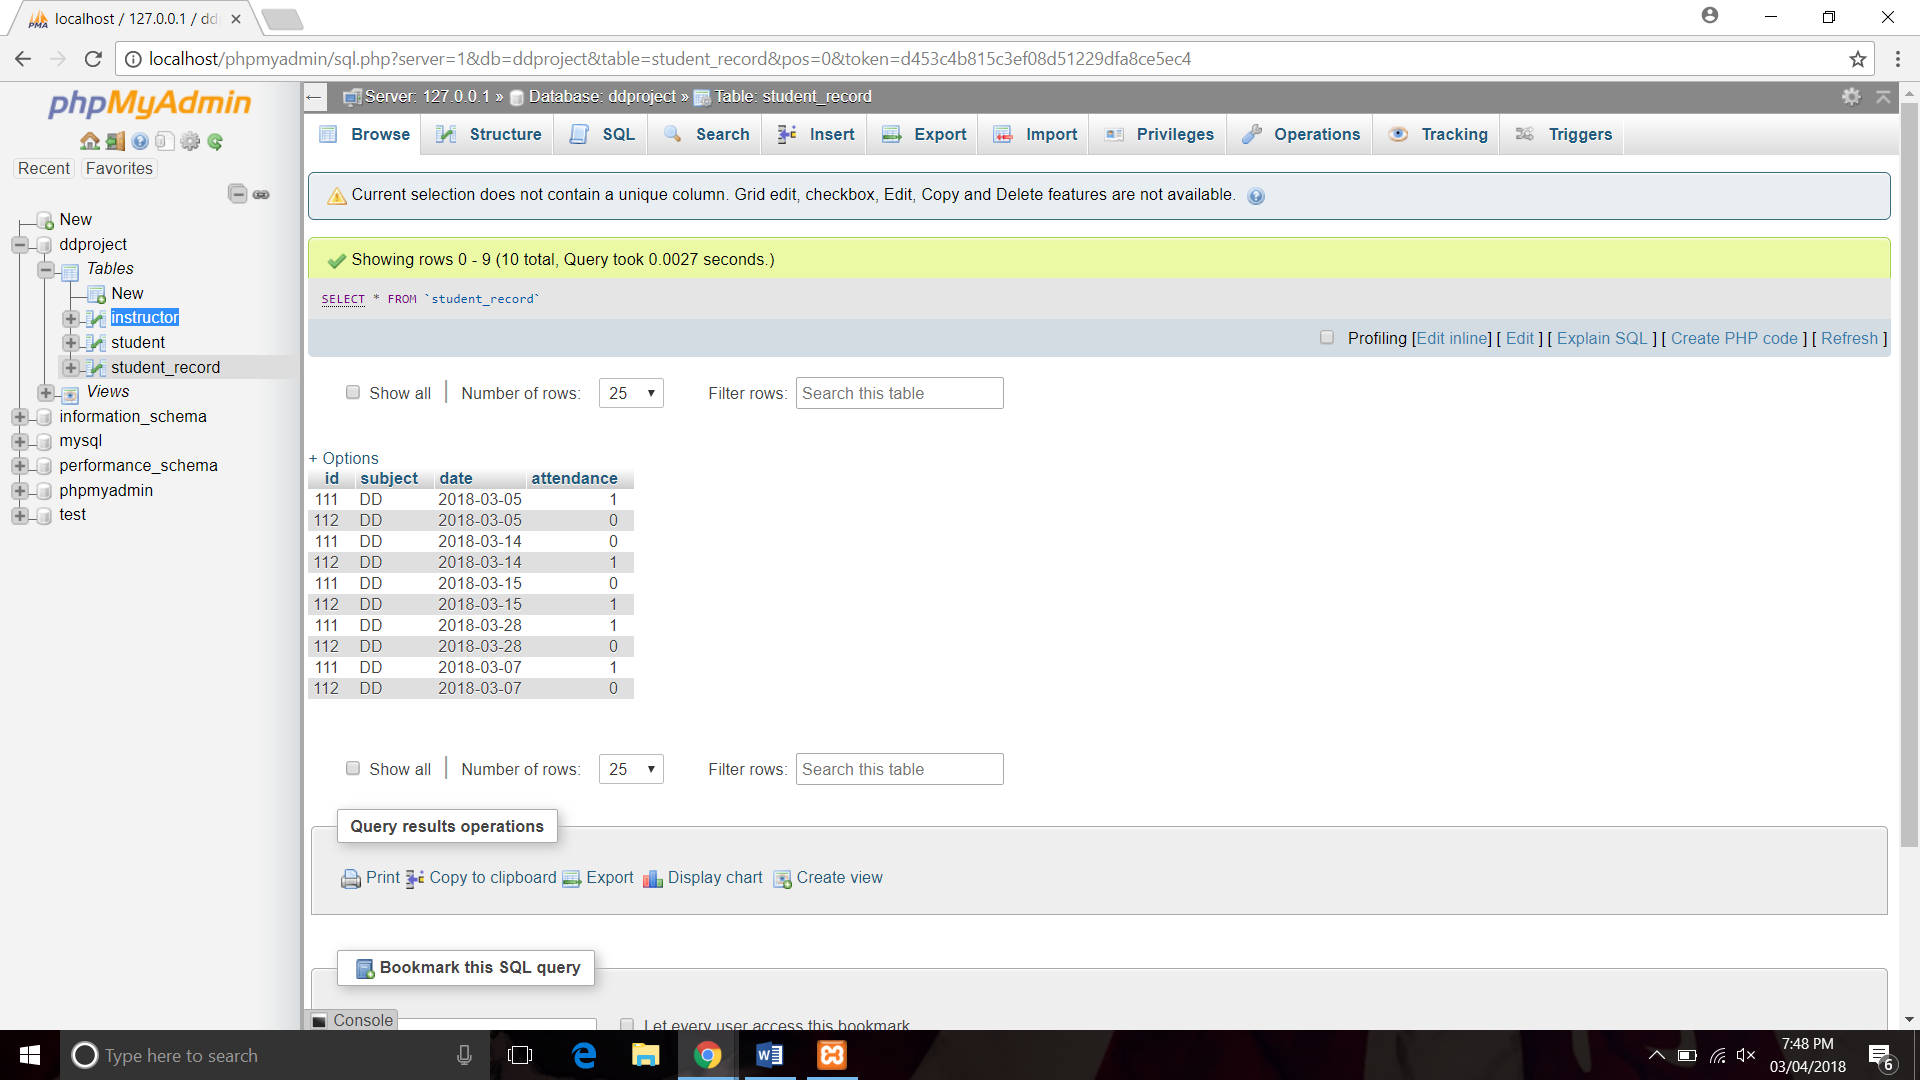 localhost / 127.0.0.1 / dd
localhost/phpmyadmin/sql.php?server=1&db=ddproject&table=student_record&pos=0&token=d453c4b815c3ef08d51229dfa8ce5ec4
phpMyAdmin
Recent Favorites
New
ddproject
Tables
New
instructor
student
student_record
Views
information_schema
mysql
performance_schema
phpmyadmin
test
Server: 127.0.0.1 » Database: ddproject » Table: student_record
Browse Structure SQL Search Insert Export Import Privileges Operations Tracking Triggers
Current selection does not contain a unique column. Grid edit, checkbox, Edit, Copy and Delete features are not available.
Showing rows 0 - 9 (10 total, Query took 0.0027 seconds.)
SELECT * FROM `student_record`
Profiling [Edit inline] [ Edit ] [ Explain SQL ] [ Create PHP code ] [ Refresh ]
Show all Number of rows: 25 Filter rows: Search this table
+ Options
id subject date attendance
111 DD 2018-03-05 1
112 DD 2018-03-05 0
111 DD 2018-03-14 0
112 DD 2018-03-14 1
111 DD 2018-03-15 0
112 DD 2018-03-15 1
111 DD 2018-03-28 1
112 DD 2018-03-28 0
111 DD 2018-03-07 1
112 DD 2018-03-07 0
Show all Number of rows: 25 Filter rows: Search this table
Query results operations
Print Copy to clipboard Export Display chart Create view
Bookmark this SQL query
Console
Let every user access this bookmark
Type here to search
7:48 PM
03/04/2018
6